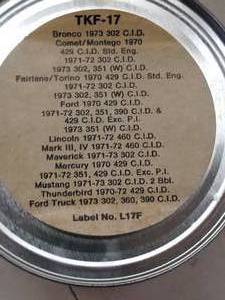 TKF-17
Bronco 1973 302 C.I.D.
Comet/Montego 1970
429 C.I.D. Std. Eng.
1971-72 302 C.I.D.
1973 302, 351 (W) C.I.D.
Fairlane/Torino 1970 429 C.I.D. Std. Eng.
1971-72 302 C.I.D.
1973 302, 351 (W) C.I.D.
Ford 1970 429 C.I.D.
1971-72 302, 351, 390 C.I.D. &
429 C.I.D. Exc. P.I.
1973 351 (W) C.I.D.
Lincoln 1971-72 460 C.I.D.
Mark III, IV 1971-72 460 C.I.D.
Maverick 1971-73 302 C.I.D.
Mercury 1970 429 C.I.D.
1971-72 351, 429 C.I.D. Exc. P.I.
Mustang 1971-73 302 C.I.D. 2 Bbl.
Thunderbird 1970-72 429 C.I.D.
Ford Truck 1973 302, 360, 390 C.I.D.
Label No. L17F